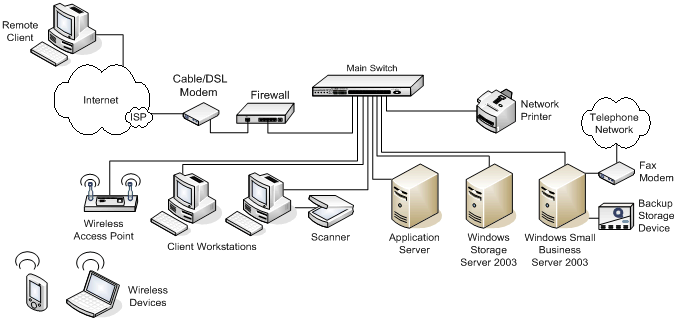 Remote
Client
Internet
ISP
Cable/DSL
Modem
Firewall
Main Switch
Network
Printer
Telephone
Network
Fax
Modem
Backup
Storage
Device
Wireless
Access Point
Client Workstations
Scanner
Application
Server
Windows
Storage
Server 2003
Windows Small
Business
Server 2003
Wireless
Devices